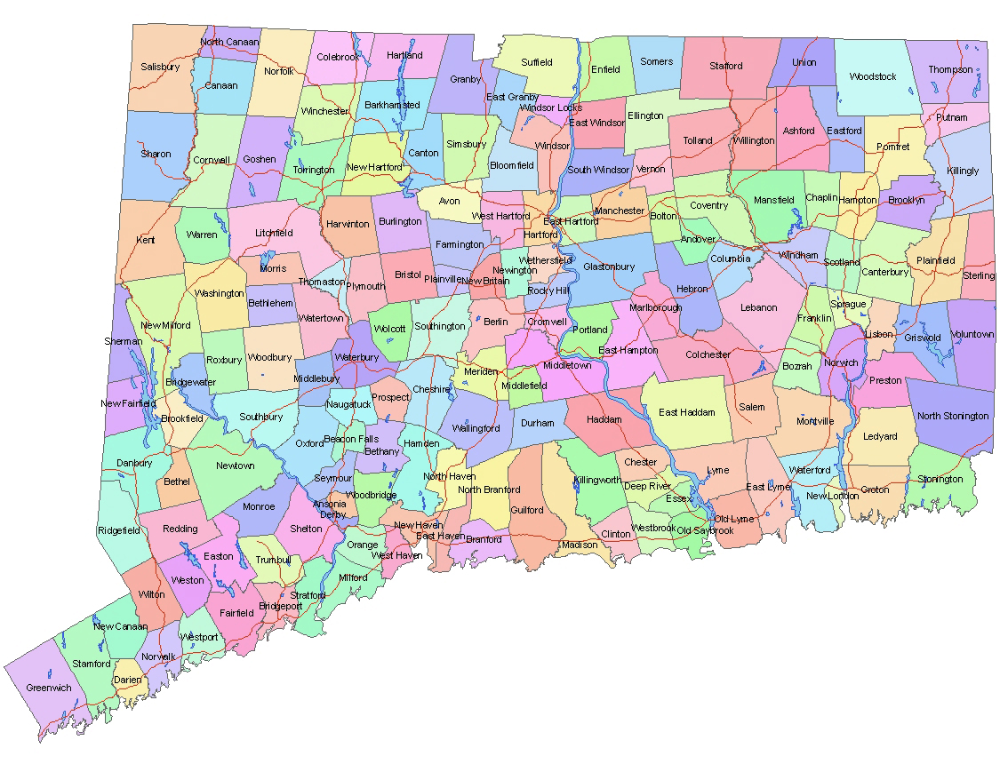 North Canaan
Colebrook
Hartland
Salisbury
Norfolk
Canaan
Granby
Suffield
Enfield
Somers
Stafford
Union
Woodstock
Thompson
Winchester
Barkhamsted
East Granby
Windsor Locks
East Windsor
Ellington
Putnam
Sharon
Cornwall
Goshen
Torrington
New Hartford
Canton
Simsbury
Bloomfield
Windsor
South Windsor
Vernon
Tolland
Willington
Ashford
Eastford
Pomfret
Killingly
Avon
West Hartford
East Hartford
Manchester
Bolton
Coventry
Mansfield
Chaplin
Hampton
Brooklyn
Kent
Warren
Litchfield
Harwinton
Burlington
Farmington
Hartford
Andover
Columbia
Windham
Scotland
Canterbury
Plainfield
Sterling
Morris
Washington
Bethlehem
Thomaston
Plymouth
Bristol
Plainville
New Britain
Newington
Wethersfield
Rocky Hill
Glastonbury
Hebron
Marlborough
Lebanon
Franklin
Sprague
Lisbon
Griswold
Voluntown
Sherman
New Milford
Watertown
Wolcott
Southington
Berlin
Cromwell
Portland
East Hampton
Colchester
Bozrah
Norwich
Preston
Roxbury
Woodbury
Waterbury
Middlebury
Bridgewater
Meriden
Middletown
Middlefield
New Fairfield
Brookfield
Southbury
Naugatuck
Prospect
Cheshire
Wallingford
Durham
Haddam
East Haddam
Salem
Montville
Ledyard
North Stonington
Danbury
Bethel
Newtown
Oxford
Beacon Falls
Bethany
Hamden
Seymour
Woodbridge
North Haven
North Branford
Guilford
Killingworth
Chester
Deep River
Essex
Lyme
East Lyme
Waterford
New London
Groton
Stonington
Ridgefield
Redding
Monroe
Ansonia
Derby
Shelton
Orange
New Haven
East Haven
West Haven
Branford
Madison
Clinton
Westbrook
Old Saybrook
Old Lyme
Easton
Trumbull
Milford
Stratford
Bridgeport
Weston
Wilton
Fairfield
New Canaan
Westport
Norwalk
Stamford
Darien
Greenwich